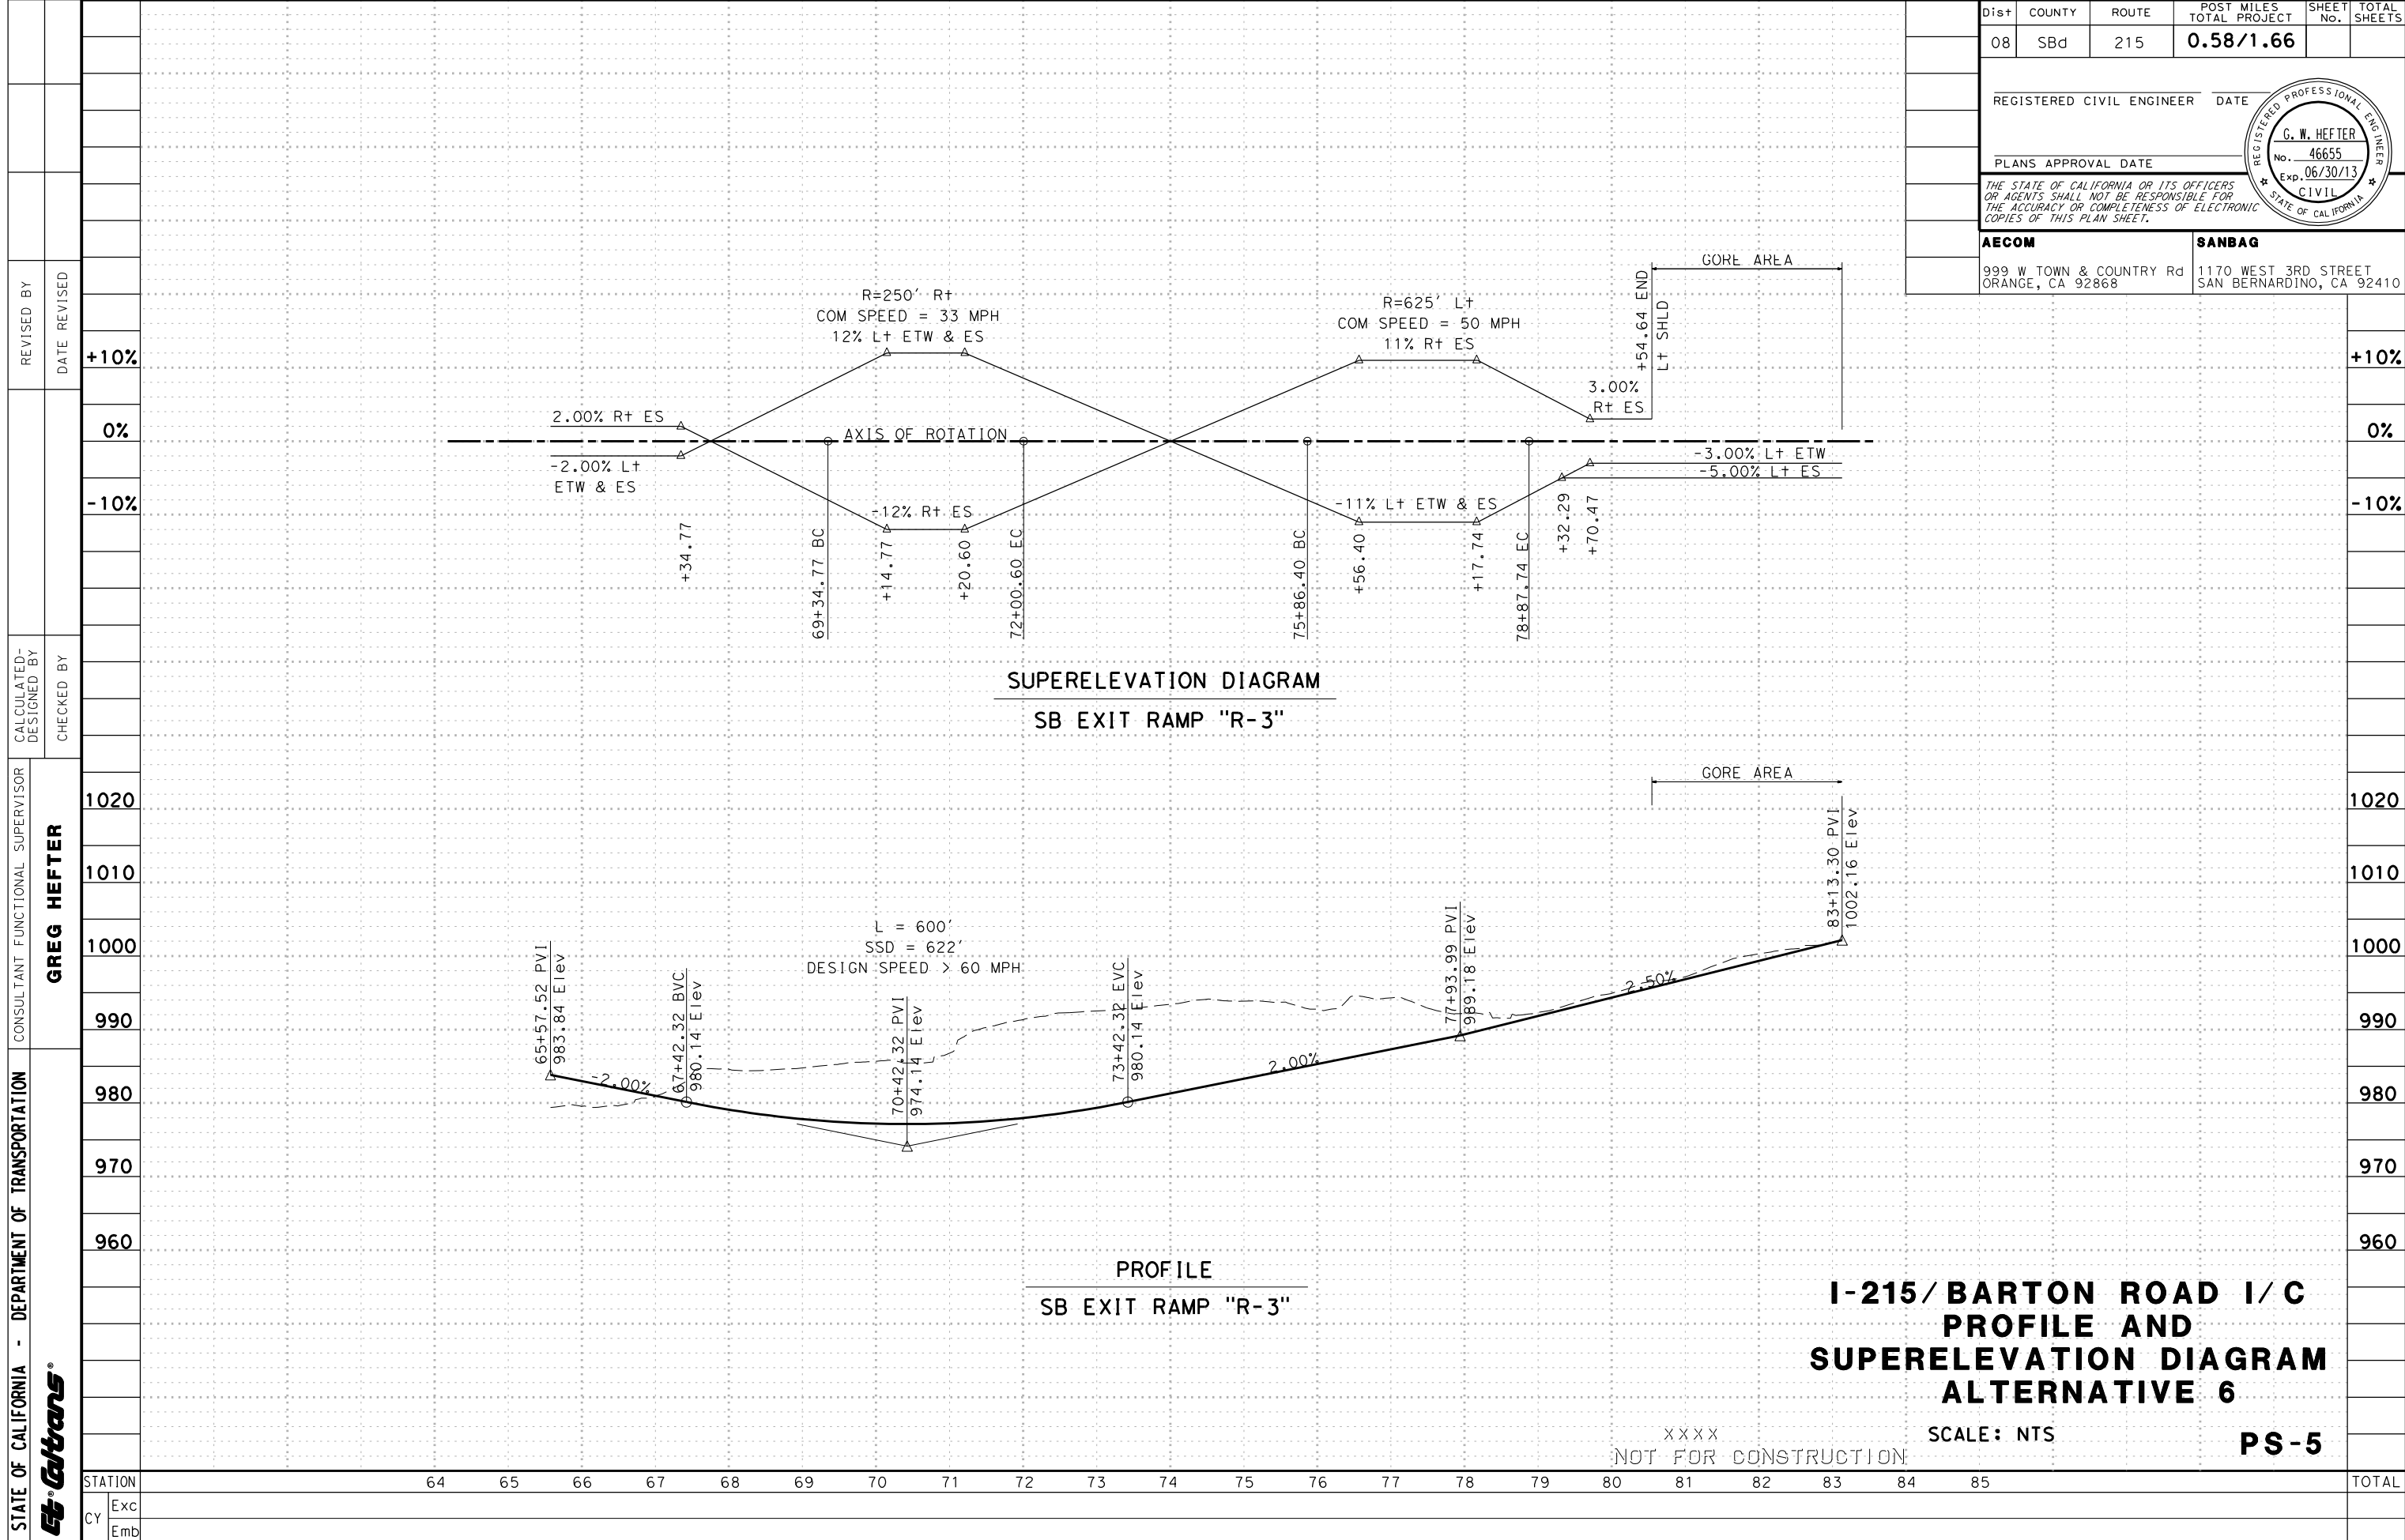 Dist COUNTY ROUTE POST MILES TOTAL PROJECT SHEET No. TOTAL SHEETS
08 SBd 215 0.58/1.66
REGISTERED CIVIL ENGINEER DATE
PLANS APPROVAL DATE
REGISTERED PROFESSIONAL ENGINEER
G. W. HEFTER
No. 46655
Exp. 06/30/13
CIVIL
STATE OF CALIFORNIA
THE STATE OF CALIFORNIA OR ITS OFFICERS
OR AGENTS SHALL NOT BE RESPONSIBLE FOR
THE ACCURACY OR COMPLETENESS OF ELECTRONIC
COPIES OF THIS PLAN SHEET.
AECOM
999 W TOWN & COUNTRY Rd
ORANGE, CA 92868
SANBAG
1170 WEST 3RD STREET
SAN BERNARDINO, CA 92410
REVISED BY
DATE REVISED
CALCULATED-
DESIGNED BY
CHECKED BY
CONSULTANT FUNCTIONAL SUPERVISOR
GREG HEFTER
STATE OF CALIFORNIA - DEPARTMENT OF TRANSPORTATION
Caltrans
+10%
0%
-10%
+10%
0%
-10%
R=250' Rt
COM SPEED = 33 MPH
12% Lt ETW & ES
R=625' Lt
COM SPEED = 50 MPH
11% Rt ES
GORE AREA
+54.64 END
Lt SHLD
3.00%
Rt ES
2.00% Rt ES
AXIS OF ROTATION
-2.00% Lt
ETW & ES
-3.00% Lt ETW
-5.00% Lt ES
-12% Rt ES
-11% Lt ETW & ES
+34.77
69+34.77 BC
+14.77
+20.60
72+00.60 EC
75+86.40 BC
+56.40
+17.74
78+87.74 EC
+32.29
+70.47
SUPERELEVATION DIAGRAM
SB EXIT RAMP "R-3"
GORE AREA
1020
1010
1000
990
980
970
960
1020
1010
1000
990
980
970
960
L = 600'
SSD = 622'
DESIGN SPEED > 60 MPH
65+57.52 PVI
983.84 Elev
67+42.32 BVC
980.14 Elev
70+42.32 PVI
974.14 Elev
73+42.32 EVC
980.14 Elev
77+93.99 PVI
989.18 Elev
83+13.30 PVI
1002.16 Elev
-2.00%
2.00%
2.50%
PROFILE
SB EXIT RAMP "R-3"
I-215/BARTON ROAD I/C
PROFILE AND
SUPERELEVATION DIAGRAM
ALTERNATIVE 6
SCALE: NTS
PS-5
XXXX
NOT FOR CONSTRUCTION
STATION 64 65 66 67 68 69 70 71 72 73 74 75 76 77 78 79 80 81 82 83 84 85 TOTAL
CY
Exc
Emb